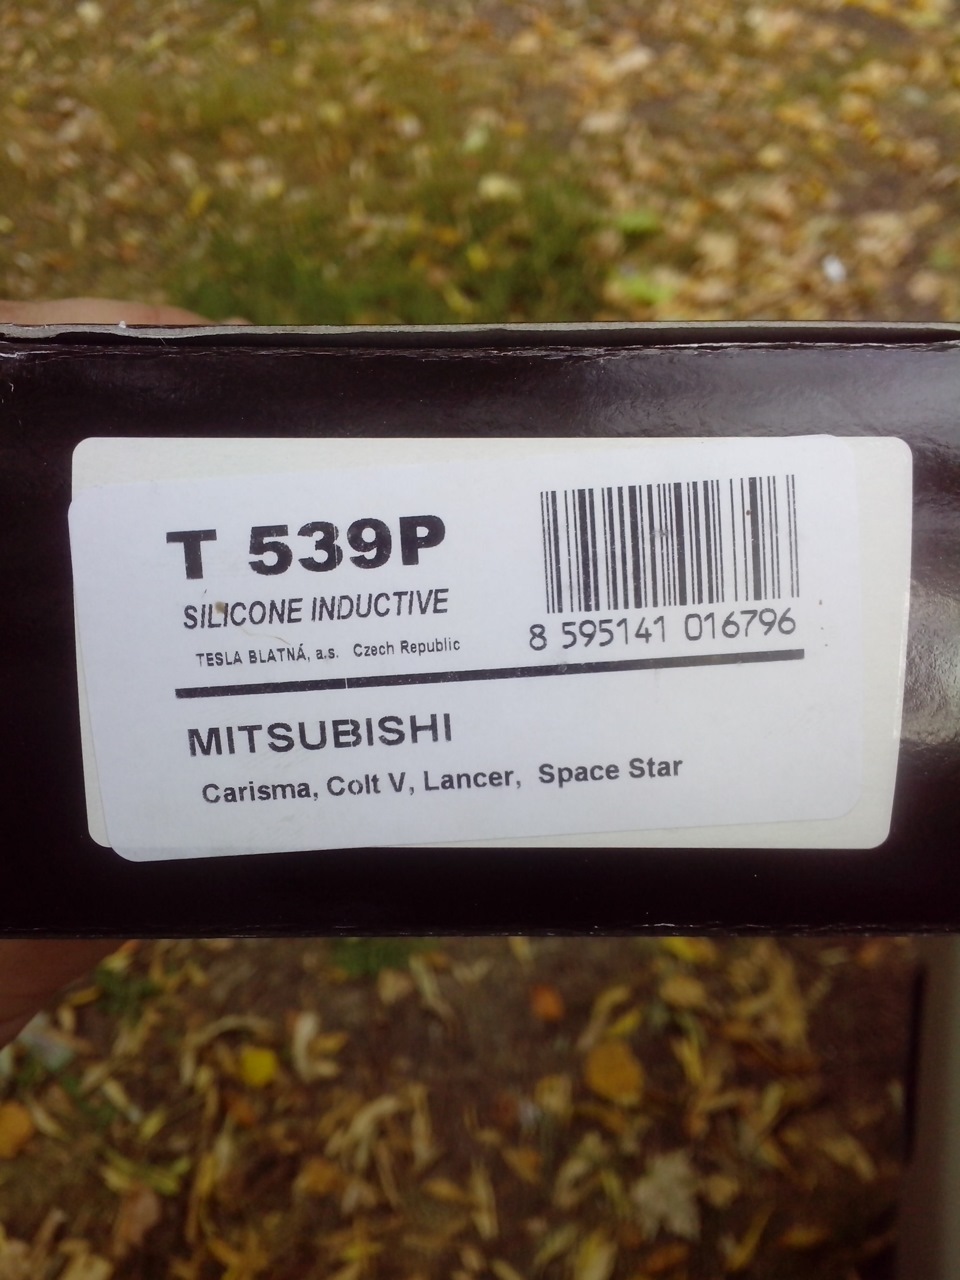 T 539P
SILICONE INDUCTIVE
TESLA BLATNÁ, a.s. Czech Republic
8 595141 016796
MITSUBISHI
Carisma, Colt V, Lancer, Space Star